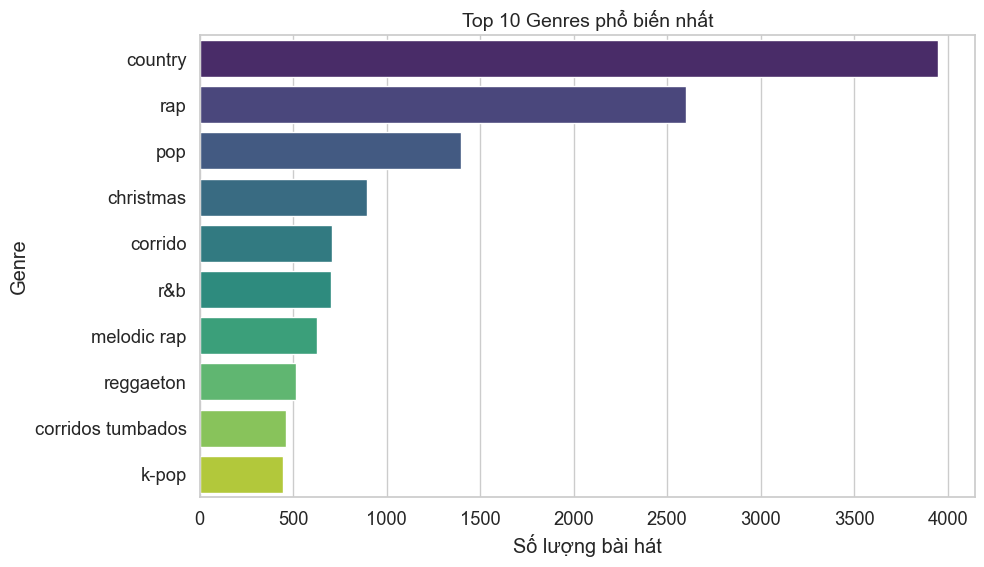 Top 10 Genres phổ biến nhất
Genre
country
rap
pop
christmas
corrido
r&b
melodic rap
reggaeton
corridos tumbados
k-pop
0 500 1000 1500 2000 2500 3000 3500 4000
Số lượng bài hát